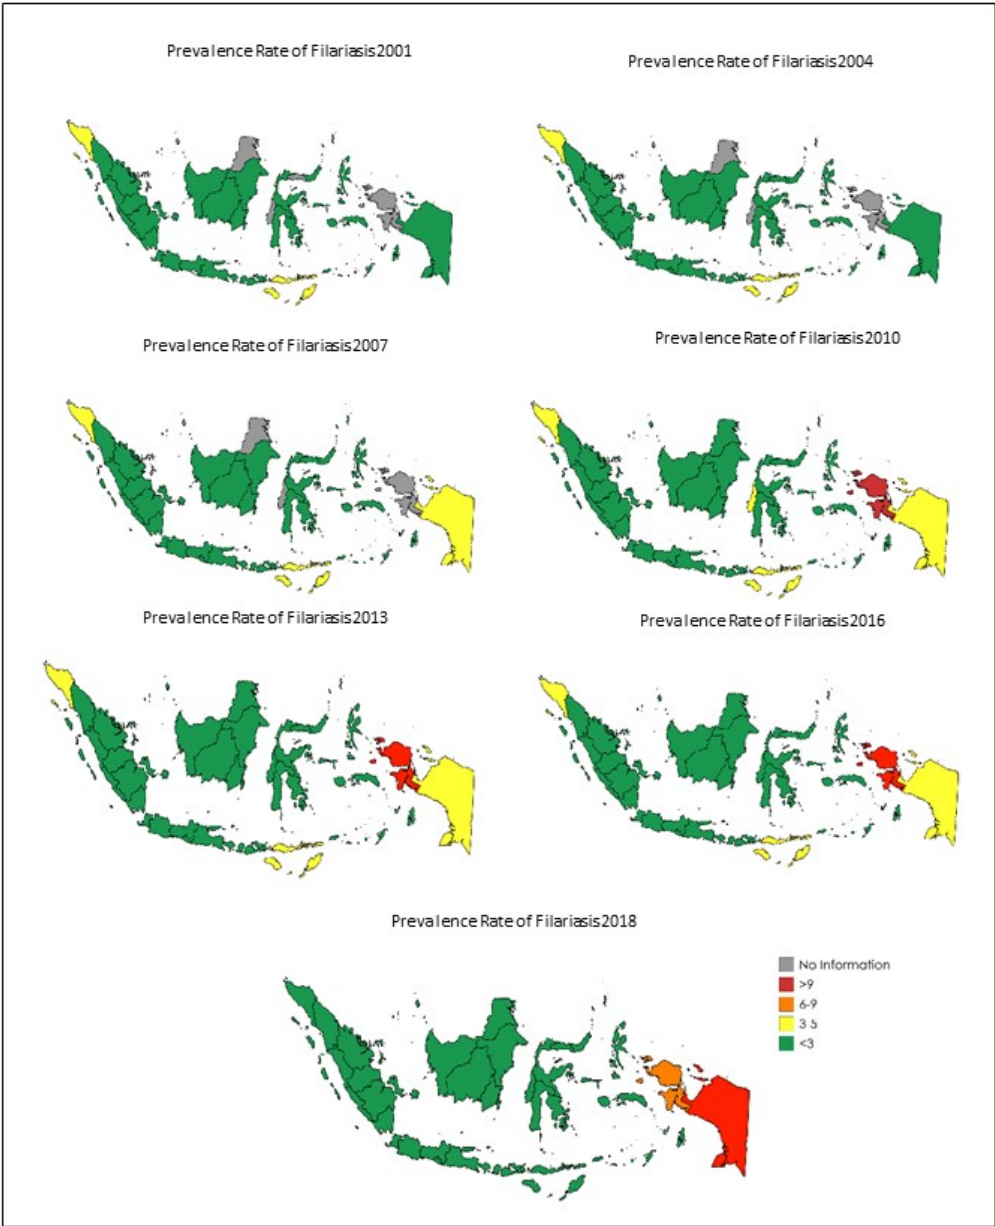 Prevalence Rate of Filariasis2001
Prevalence Rate of Filariasis2004
Prevalence Rate of Filariasis2007
Prevalence Rate of Filariasis2010
Prevalence Rate of Filariasis2013
Prevalence Rate of Filariasis2016
Prevalence Rate of Filariasis2018
No Information
>9
6-9
3-5
<3